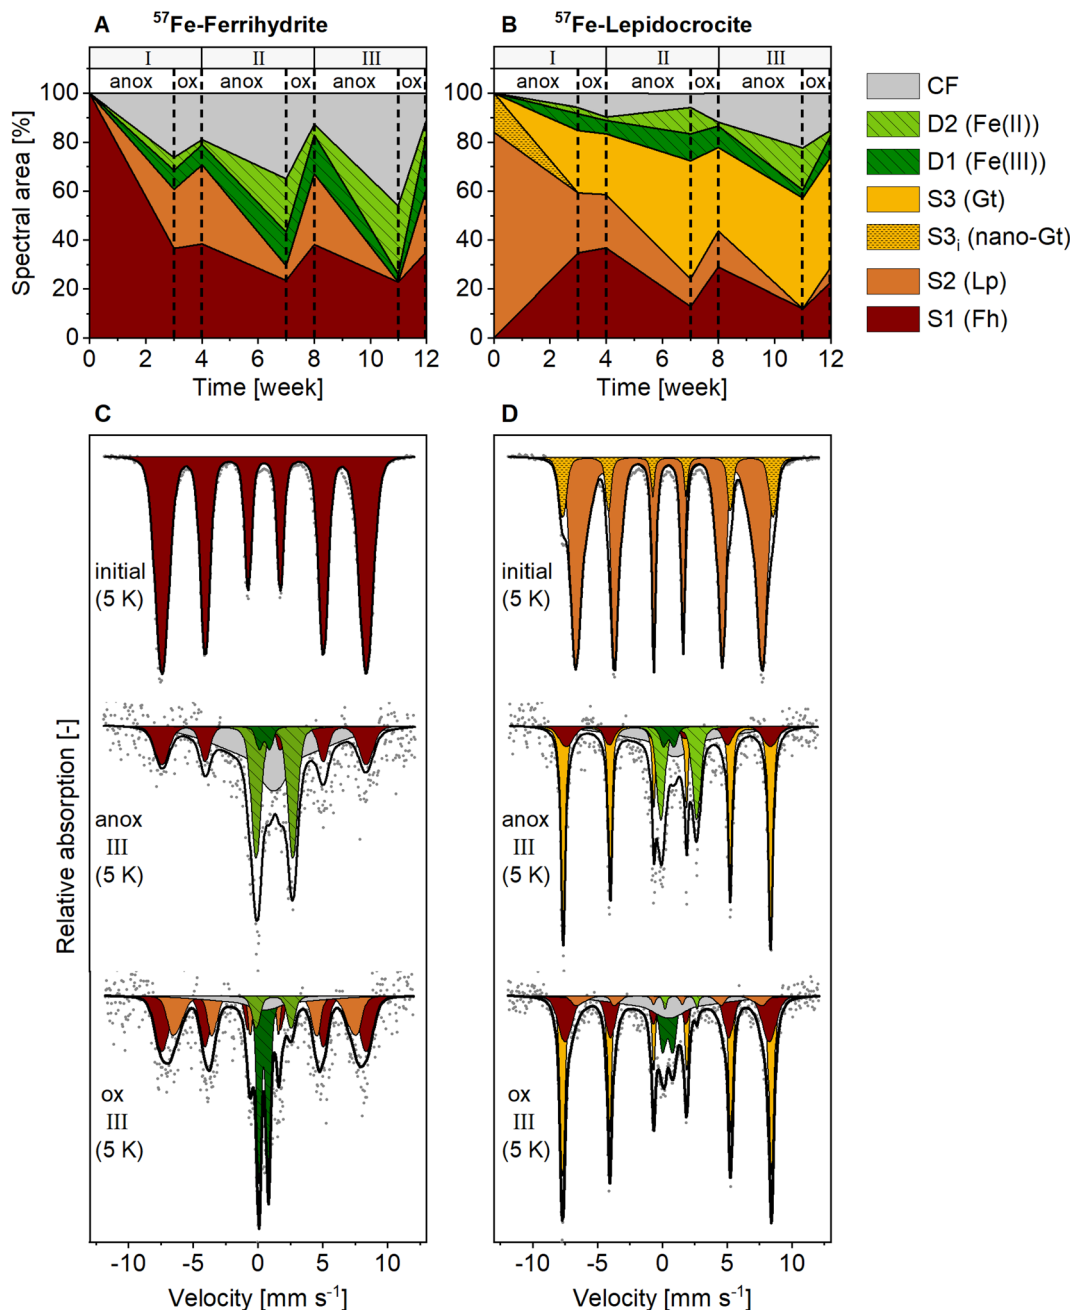 A ⁵⁷Fe-Ferrihydrite
I II III
anox ox anox ox anox ox
100
80
60
40
20
0
Spectral area [%]
0 2 4 6 8 10 12
Time [week]
B ⁵⁷Fe-Lepidocrocite
I II III
anox ox anox ox anox ox
100
80
60
40
20
0
0 2 4 6 8 10 12
Time [week]
CF
D2 (Fe(II))
D1 (Fe(III))
S3 (Gt)
S3ᵢ (nano-Gt)
S2 (Lp)
S1 (Fh)
C
initial
(5 K)
anox
III
(5 K)
ox
III
(5 K)
Relative absorption [-]
-10 -5 0 5 10
Velocity [mm s⁻¹]
D
initial
(5 K)
anox
III
(5 K)
ox
III
(5 K)
-10 -5 0 5 10
Velocity [mm s⁻¹]